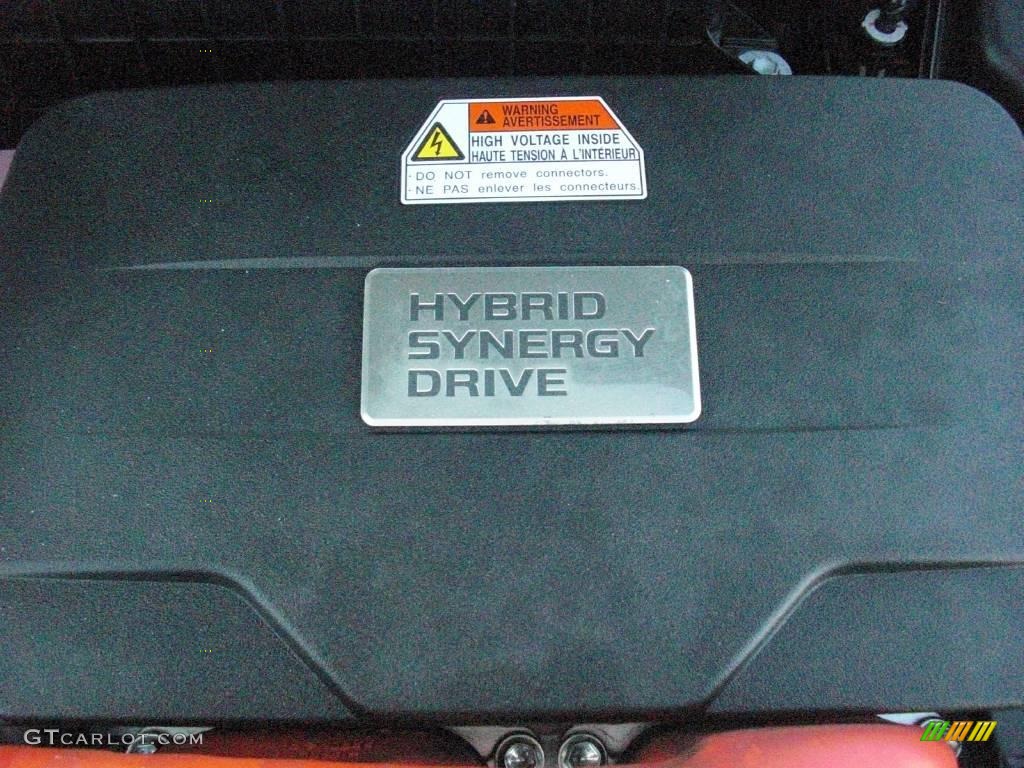 WARNING
AVERTISSEMENT
HIGH VOLTAGE INSIDE
HAUTE TENSION À L'INTÉRIEUR
· DO NOT remove connectors.
· NE PAS enlever les connecteurs.
HYBRID
SYNERGY
DRIVE
GTCARLOT.COM